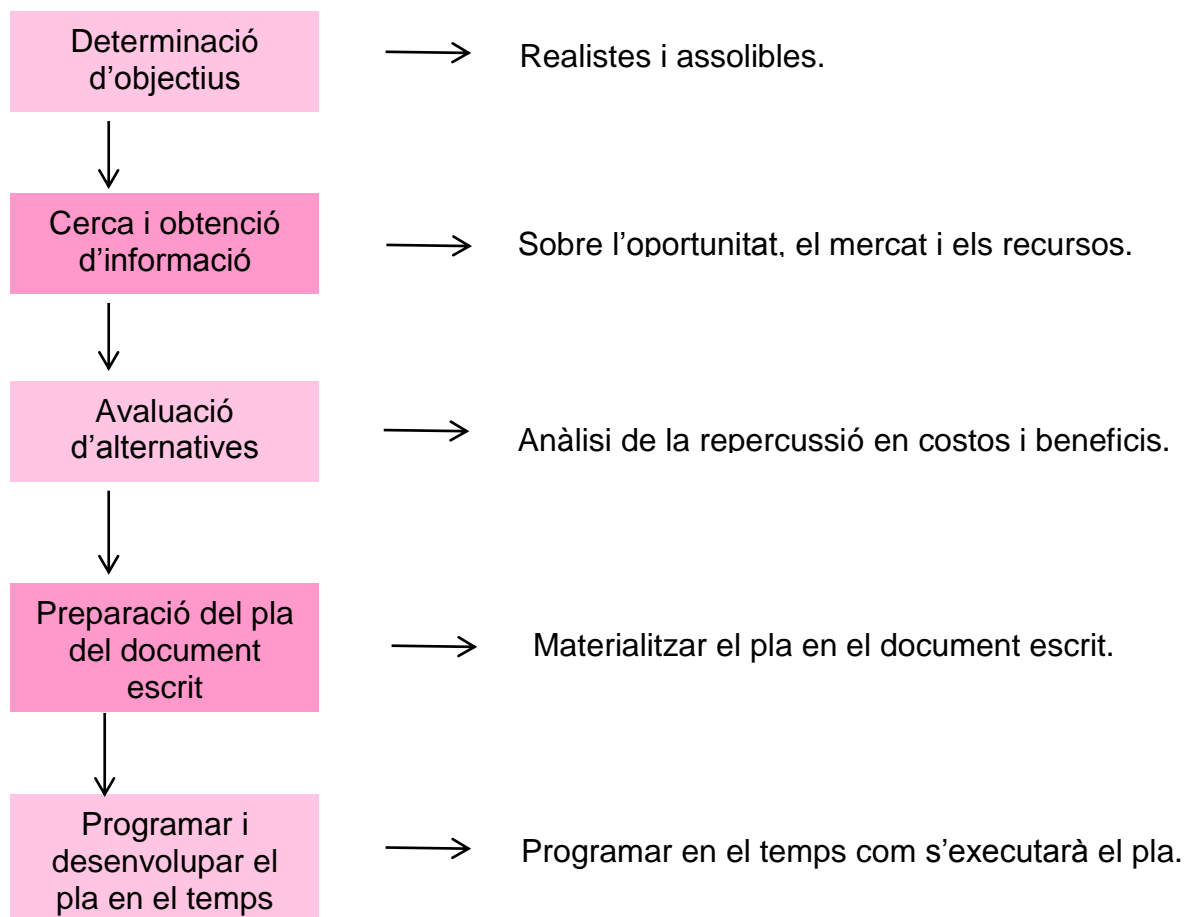 Determinació
d’objectius
Realistes i assolibles.
Cerca i obtenció
d’informació
Sobre l’oportunitat, el mercat i els recursos.
Avaluació
d’alternatives
Anàlisi de la repercussió en costos i beneficis.
Preparació del pla
del document
escrit
Materialitzar el pla en el document escrit.
Programar i
desenvolupar el
pla en el temps
Programar en el temps com s’executarà el pla.